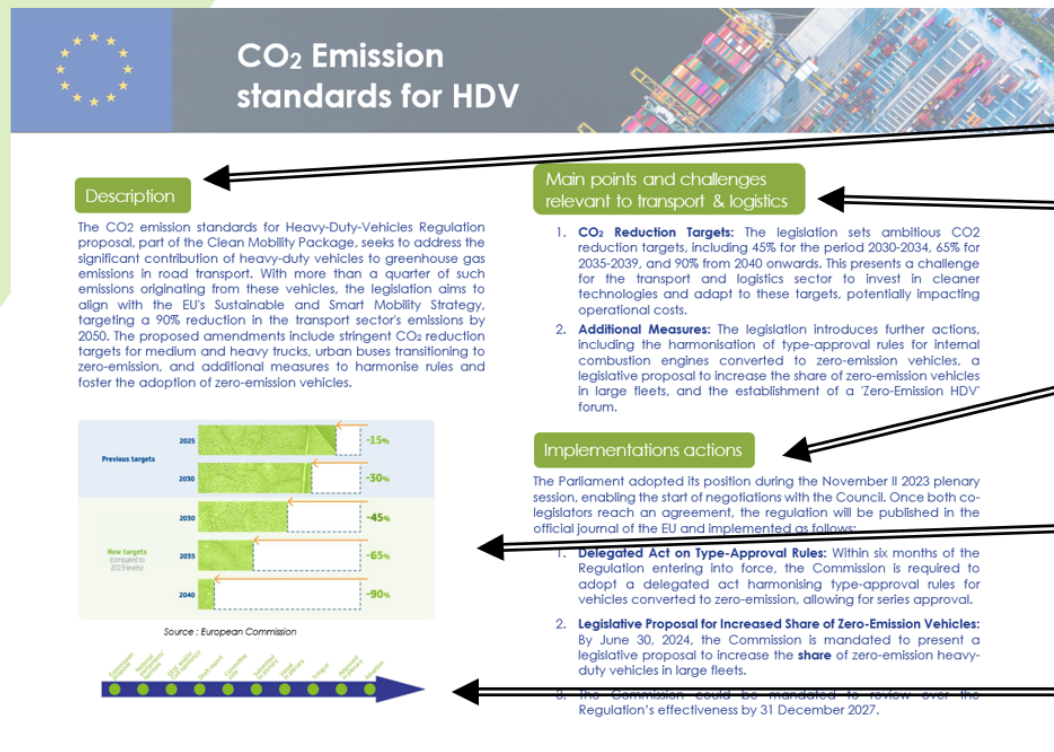 CO₂ Emission
standards for HDV
Description
The CO2 emission standards for Heavy-Duty-Vehicles Regulation
proposal, part of the Clean Mobility Package, seeks to address the
significant contribution of heavy-duty vehicles to greenhouse gas
emissions in road transport. With more than a quarter of such
emissions originating from these vehicles, the legislation aims to
align with the EU's Sustainable and Smart Mobility Strategy,
targeting a 90% reduction in the transport sector's emissions by
2050. The proposed amendments include stringent CO₂ reduction
targets for medium and heavy trucks, urban buses transitioning to
zero-emission, and additional measures to harmonise rules and
foster the adoption of zero-emission vehicles.
Previous targets
2025
-15%
2030
-30%
New targets
(compared to
2019 levels)
2030
-45%
2035
-65%
2040
-90%
Source : European Commission
Draft report
Trilogue
Adoption
Main points and challenges
relevant to transport & logistics
1. CO₂ Reduction Targets: The legislation sets ambitious CO2
reduction targets, including 45% for the period 2030-2034, 65% for
2035-2039, and 90% from 2040 onwards. This presents a challenge
for the transport and logistics sector to invest in cleaner
technologies and adapt to these targets, potentially impacting
operational costs.
2. Additional Measures: The legislation introduces further actions,
including the harmonisation of type-approval rules for internal
combustion engines converted to zero-emission vehicles, a
legislative proposal to increase the share of zero-emission vehicles
in large fleets, and the establishment of a 'Zero-Emission HDV'
forum.
Implementations actions
The Parliament adopted its position during the November II 2023 plenary
session, enabling the start of negotiations with the Council. Once both co-
legislators reach an agreement, the regulation will be published in the
official journal of the EU and implemented as follows:
1. Delegated Act on Type-Approval Rules: Within six months of the
Regulation entering into force, the Commission is required to
adopt a delegated act harmonising type-approval rules for
vehicles converted to zero-emission, allowing for series approval.
2. Legislative Proposal for Increased Share of Zero-Emission Vehicles:
By June 30, 2024, the Commission is mandated to present a
legislative proposal to increase the share of zero-emission heavy-
duty vehicles in large fleets.
3. The Commission could be mandated to review over the
Regulation's effectiveness by 31 December 2027.